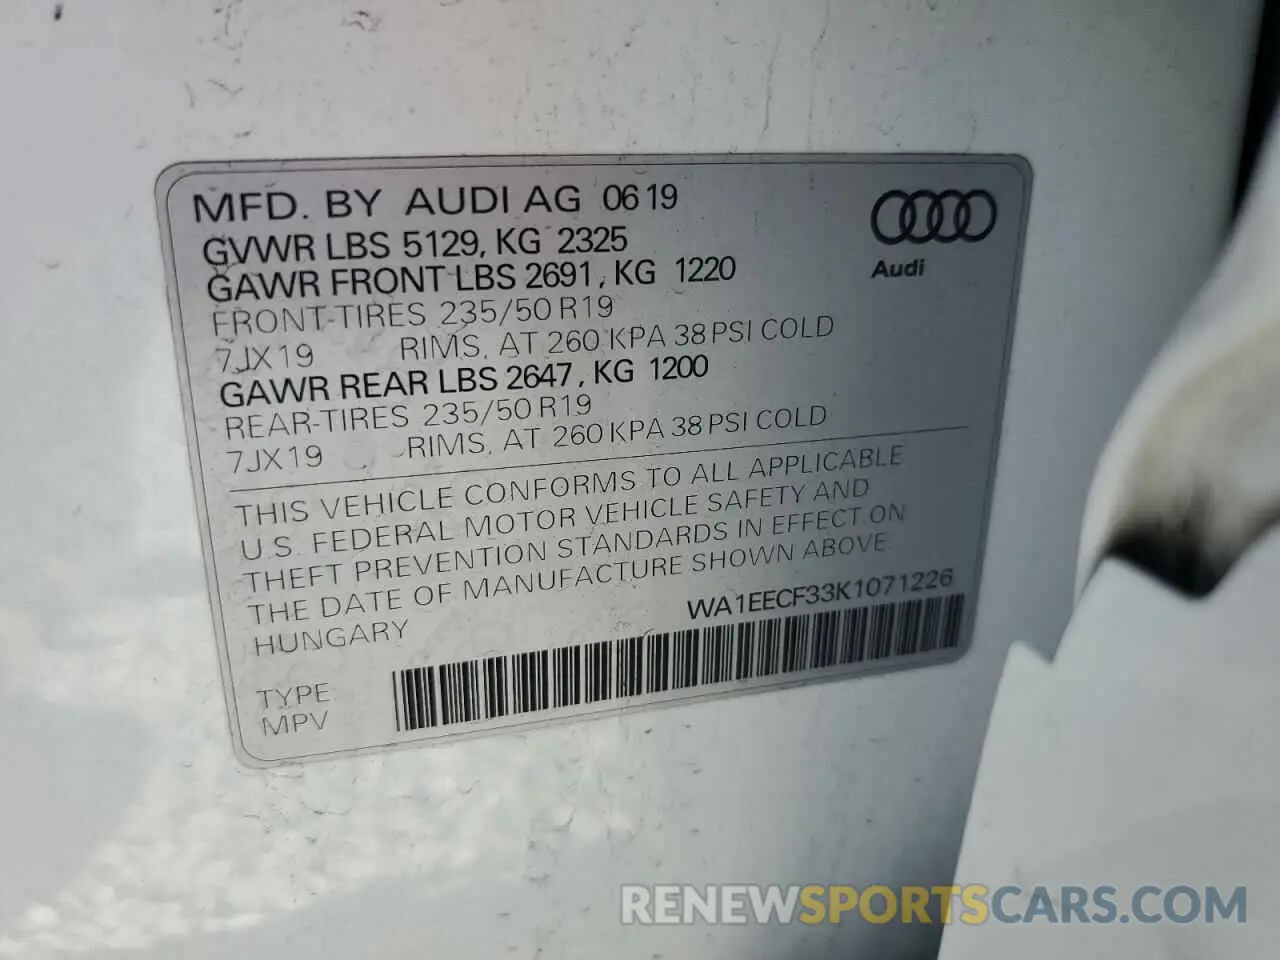 MFD. BY AUDI AG 0619
GVWR LBS 5129, KG 2325
GAWR FRONT LBS 2691, KG 1220
FRONT-TIRES 235/50 R19
7JX19 RIMS, AT 260 KPA 38 PSI COLD
GAWR REAR LBS 2647, KG 1200
REAR-TIRES 235/50 R19
7JX19 RIMS, AT 260 KPA 38 PSI COLD
Audi
THIS VEHICLE CONFORMS TO ALL APPLICABLE
U.S. FEDERAL MOTOR VEHICLE SAFETY AND
THEFT PREVENTION STANDARDS IN EFFECT ON
THE DATE OF MANUFACTURE SHOWN ABOVE
HUNGARY
WA1EECF33K1071226
TYPE
MPV
RENEWSPORTSCARS.COM